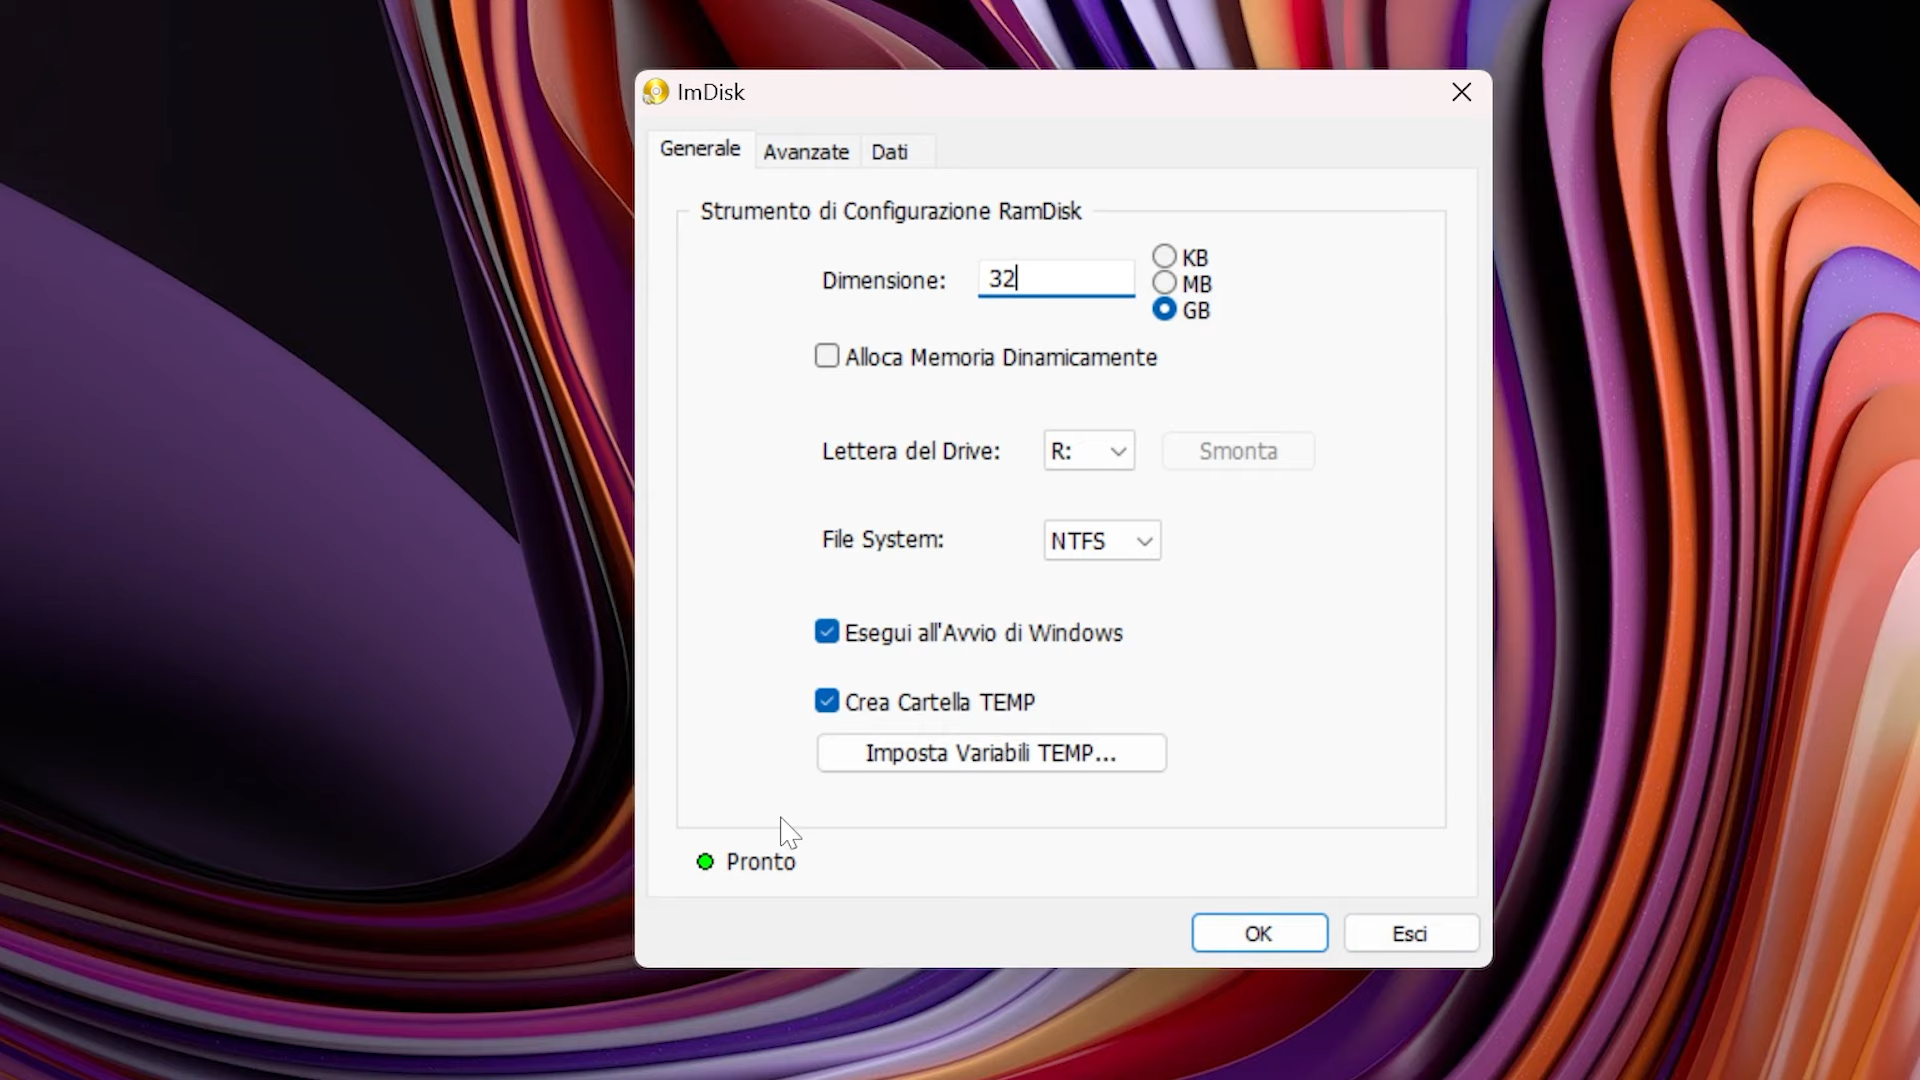 ImDisk
Generale
Avanzate
Dati
Strumento di Configurazione RamDisk
Dimensione:
32
KB
MB
GB
Alloca Memoria Dinamicamente
Lettera del Drive:
R:
Smonta
File System:
NTFS
Esegui all'Avvio di Windows
Crea Cartella TEMP
Imposta Variabili TEMP...
Pronto
OK
Esci